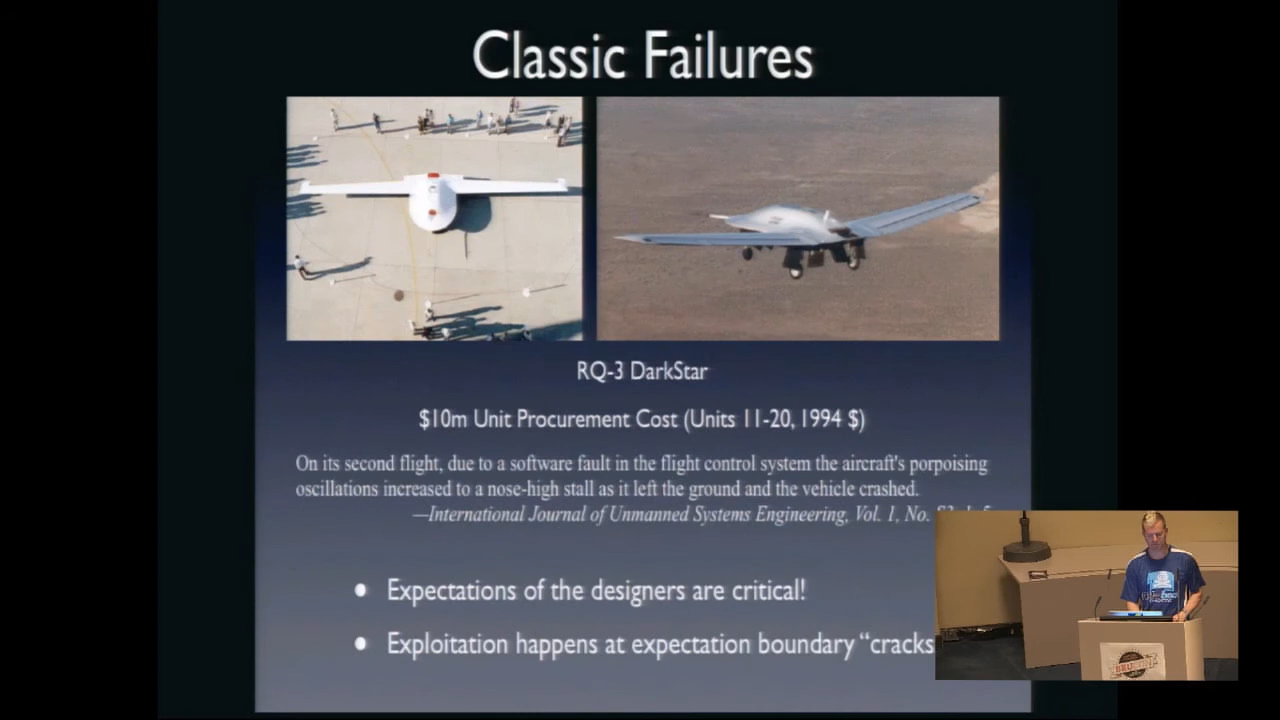 Classic Failures
RQ-3 DarkStar
$10m Unit Procurement Cost (Units 11-20, 1994 $)
On its second flight, due to a software fault in the flight control system the aircraft's porpoising
oscillations increased to a nose-high stall as it left the ground and the vehicle crashed.
—International Journal of Unmanned Systems Engineering, Vol. 1, No.
• Expectations of the designers are critical!
• Exploitation happens at expectation boundary “cracks
BRUCON